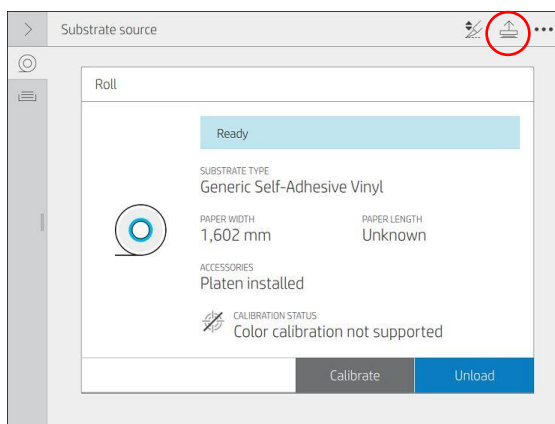 Substrate source
Roll
Ready
SUBSTRATE TYPE
Generic Self-Adhesive Vinyl
PAPER WIDTH
1,602 mm
PAPER LENGTH
Unknown
ACCESSORIES
Platen installed
CALIBRATION STATUS
Color calibration not supported
Calibrate
Unload